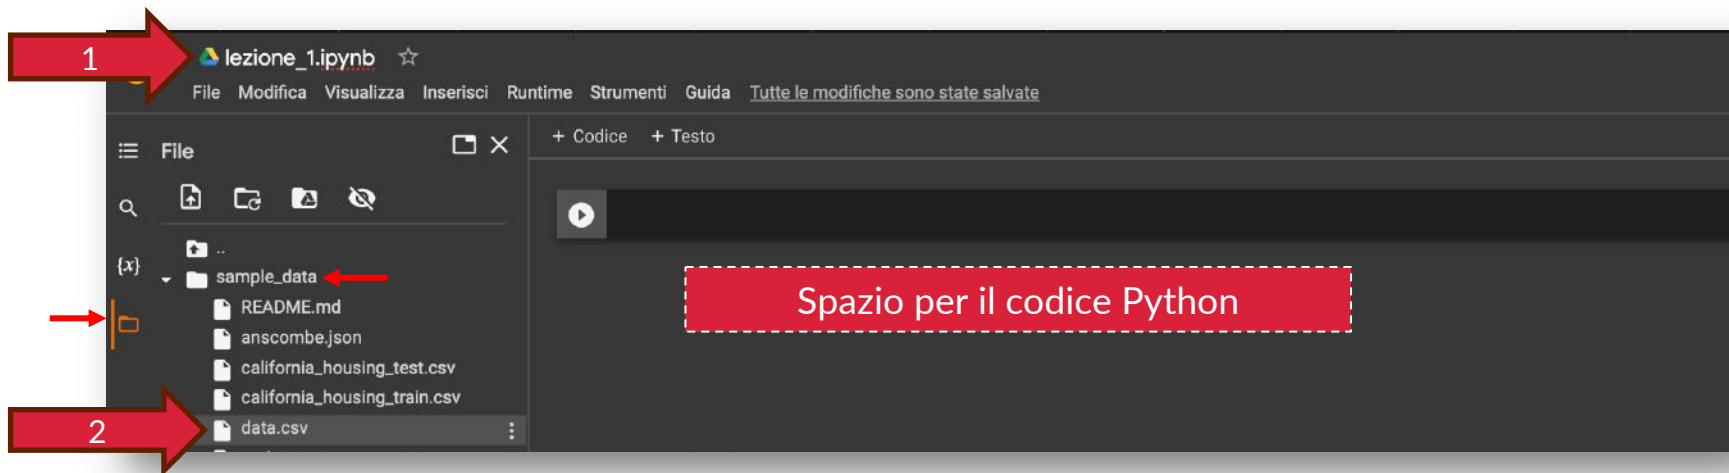 1
lezione_1.ipynb
File Modifica Visualizza Inserisci Runtime Strumenti Guida Tutte le modifiche sono state salvate
File
+ Codice + Testo
..
{x}
sample_data
README.md
Spazio per il codice Python
anscombe.json
california_housing_test.csv
california_housing_train.csv
2
data.csv